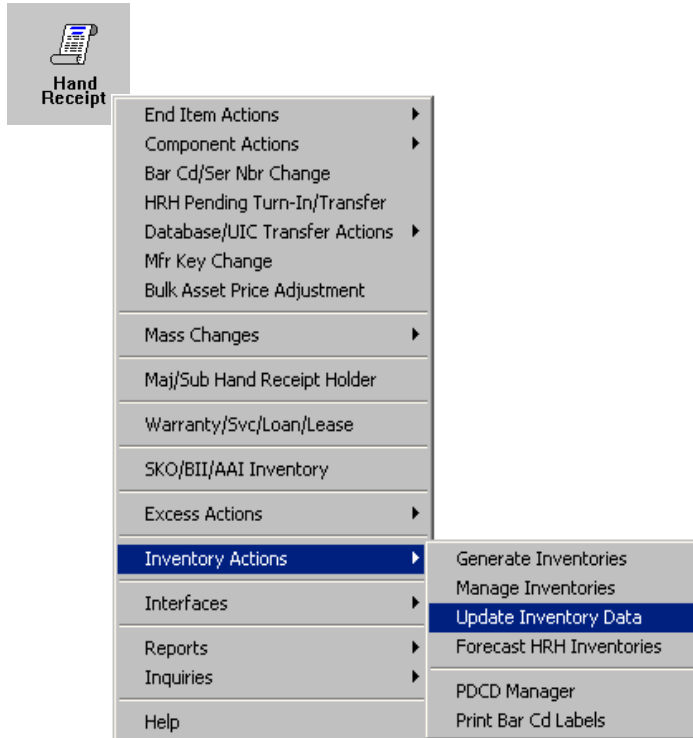 Hand
Receipt
End Item Actions
Component Actions
Bar Cd/Ser Nbr Change
HRH Pending Turn-In/Transfer
Database/UIC Transfer Actions
Mfr Key Change
Bulk Asset Price Adjustment
Mass Changes
Maj/Sub Hand Receipt Holder
Warranty/Svc/Loan/Lease
SKO/BII/AAI Inventory
Excess Actions
Inventory Actions
Interfaces
Reports
Inquiries
Help
Generate Inventories
Manage Inventories
Update Inventory Data
Forecast HRH Inventories
PDCD Manager
Print Bar Cd Labels